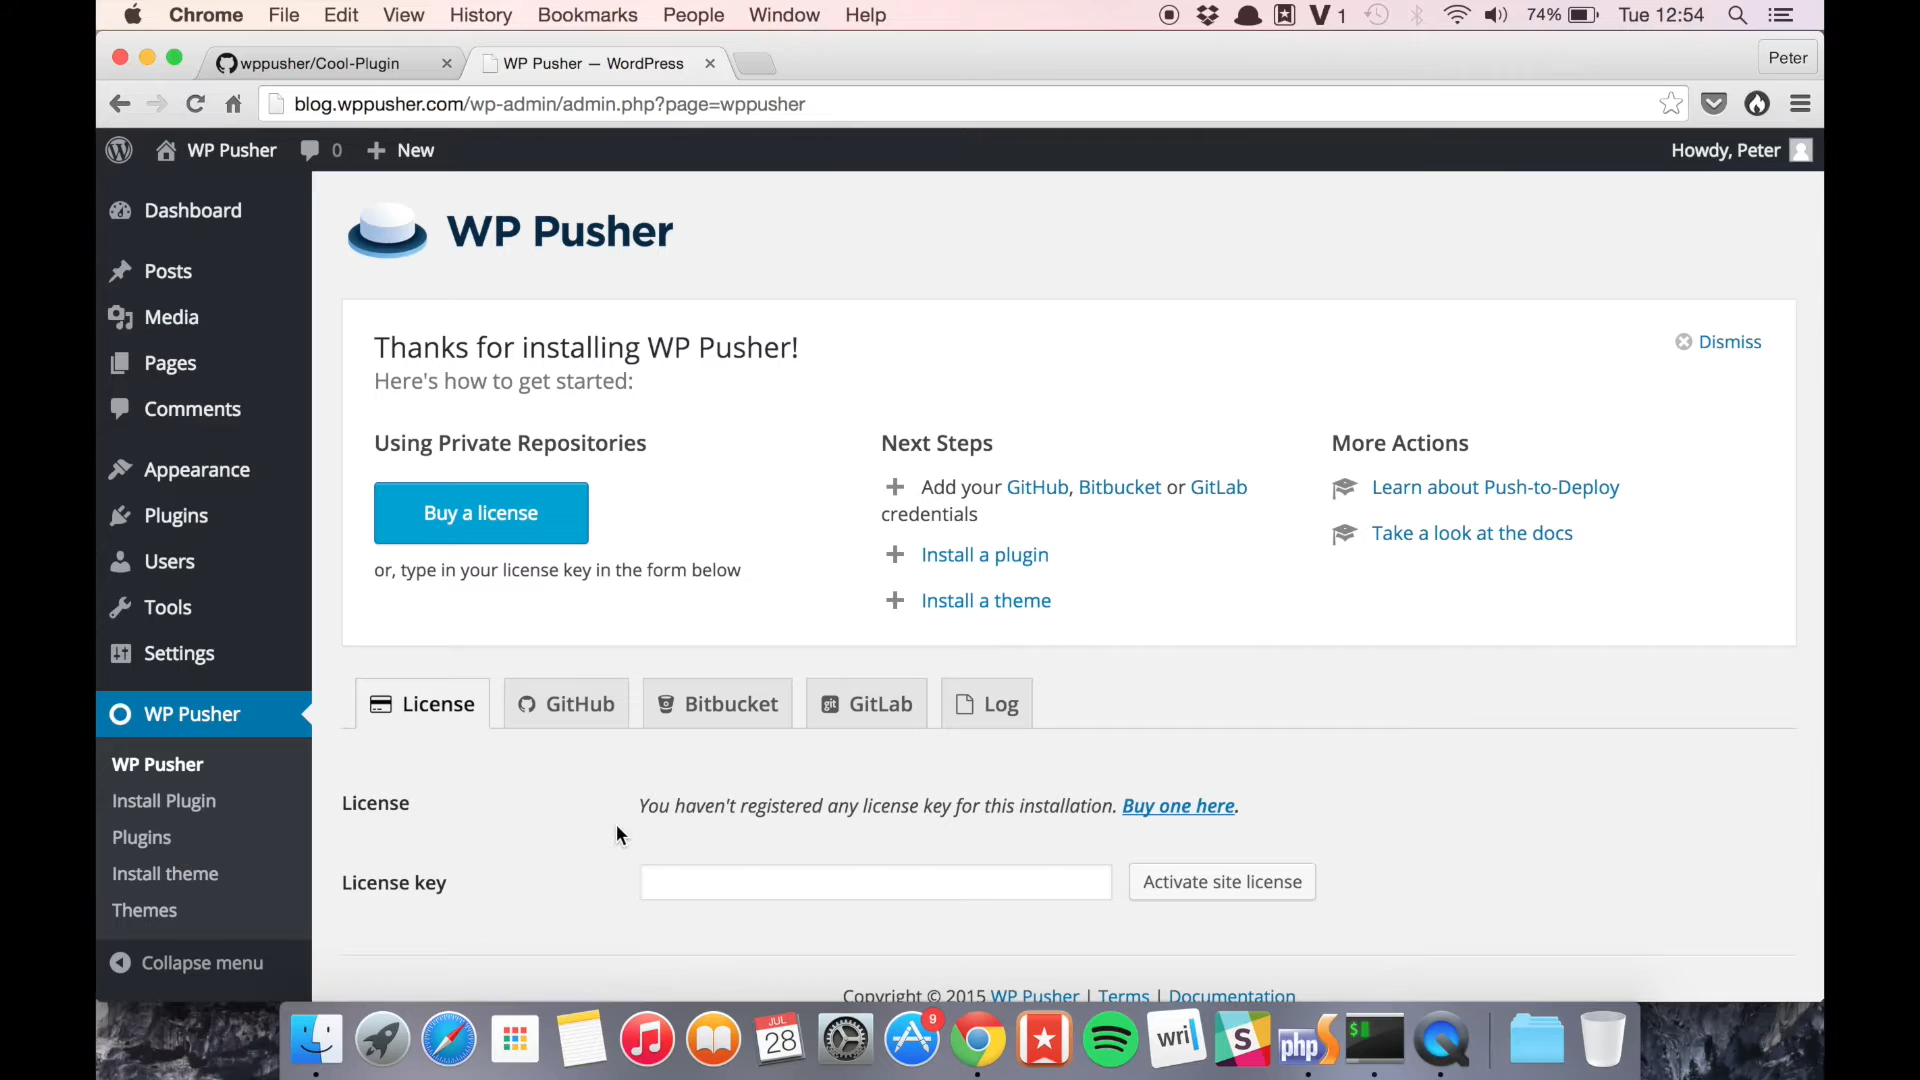 Chrome File Edit View History Bookmarks People Window Help V 1 74% Tue 12:54
wppusher/Cool-Plugin WP Pusher — WordPress Peter
blog.wppusher.com/wp-admin/admin.php?page=wppusher
WP Pusher 0 New Howdy, Peter
Dashboard
Posts
Media
Pages
Comments
Appearance
Plugins
Users
Tools
Settings
WP Pusher
WP Pusher
Install Plugin
Plugins
Install theme
Themes
Collapse menu
WP Pusher
Thanks for installing WP Pusher!
Dismiss
Here's how to get started:
Using Private Repositories
Buy a license
or, type in your license key in the form below
Next Steps
Add your GitHub, Bitbucket or GitLab
credentials
Install a plugin
Install a theme
More Actions
Learn about Push-to-Deploy
Take a look at the docs
License GitHub Bitbucket git GitLab Log
License You haven't registered any license key for this installation. Buy one here.
License key Activate site license
Copyright © 2015 WP Pusher | Terms | Documentation
JUL
28
9
wri
S
php
$